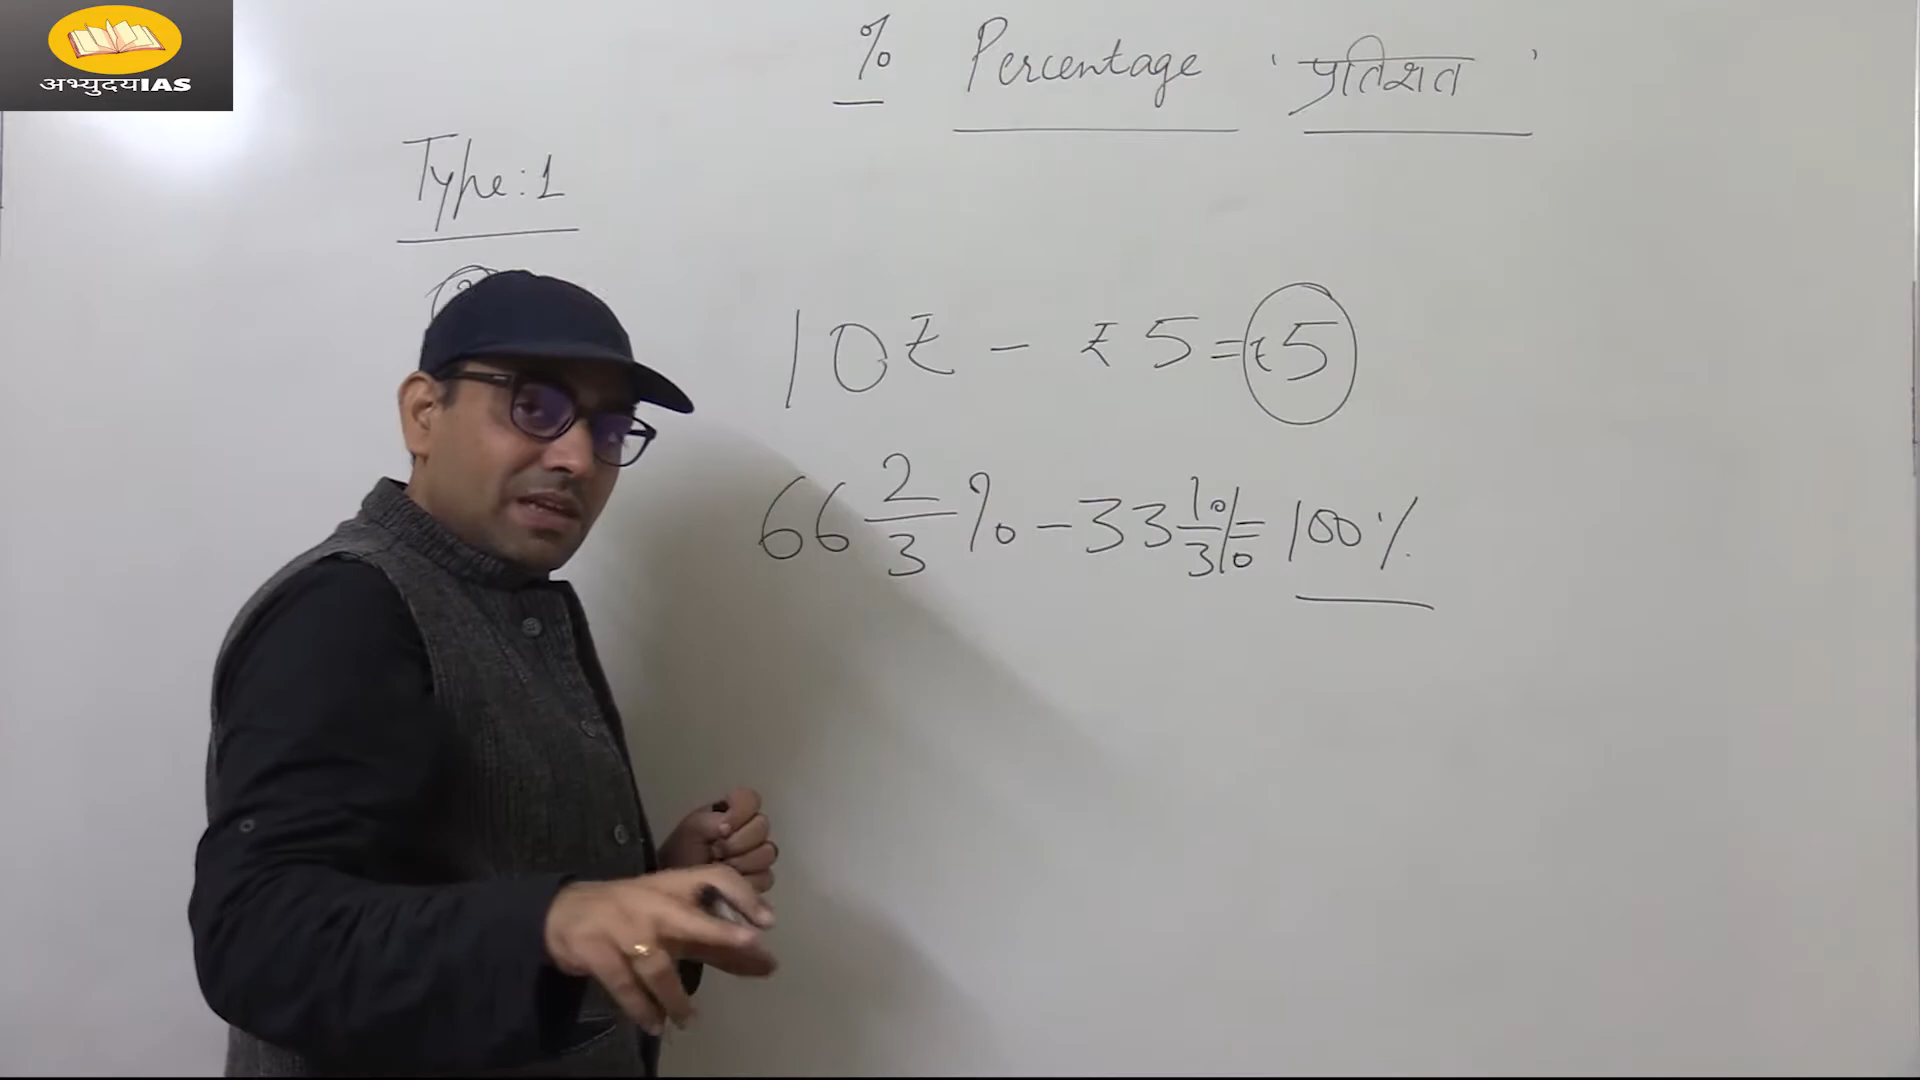 अभ्युदयIAS
% Percentage 'प्रतिशत'
Type:1
10₹ - ₹5=₹5
66 2/3 % - 33 1/3 % = 100%